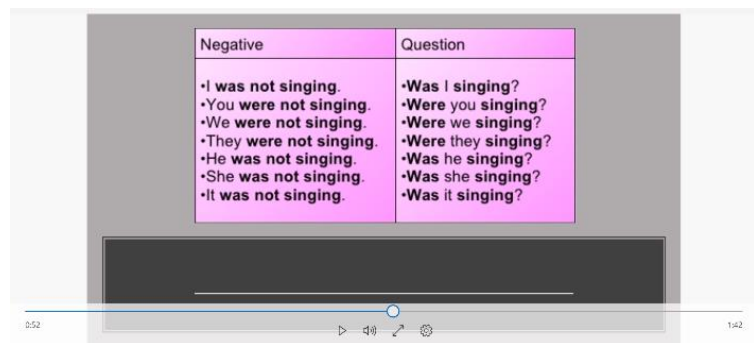 Negative
•I was not singing.
•You were not singing.
•We were not singing.
•They were not singing.
•He was not singing.
•She was not singing.
•It was not singing.
Question
•Was I singing?
•Were you singing?
•Were we singing?
•Were they singing?
•Was he singing?
•Was she singing?
•Was it singing?
0:52
1:42